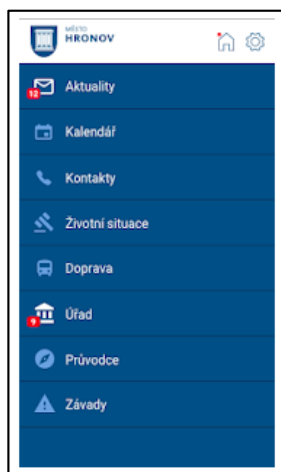 MĚSTO
HRONOV
Aktuality
12
Kalendář
Kontakty
Životní situace
Doprava
Úřad
9
Průvodce
Závady